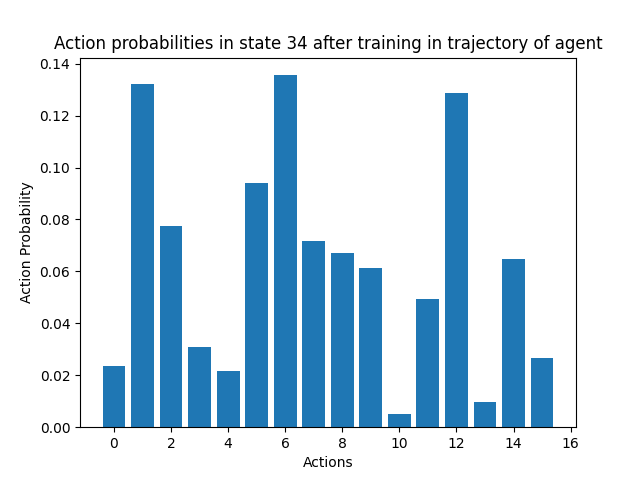 Action probabilities in state 34 after training in trajectory of agent
0.14
0.12
0.10
0.08
0.06
0.04
0.02
0.00
Action Probability
0 2 4 6 8 10 12 14 16
Actions